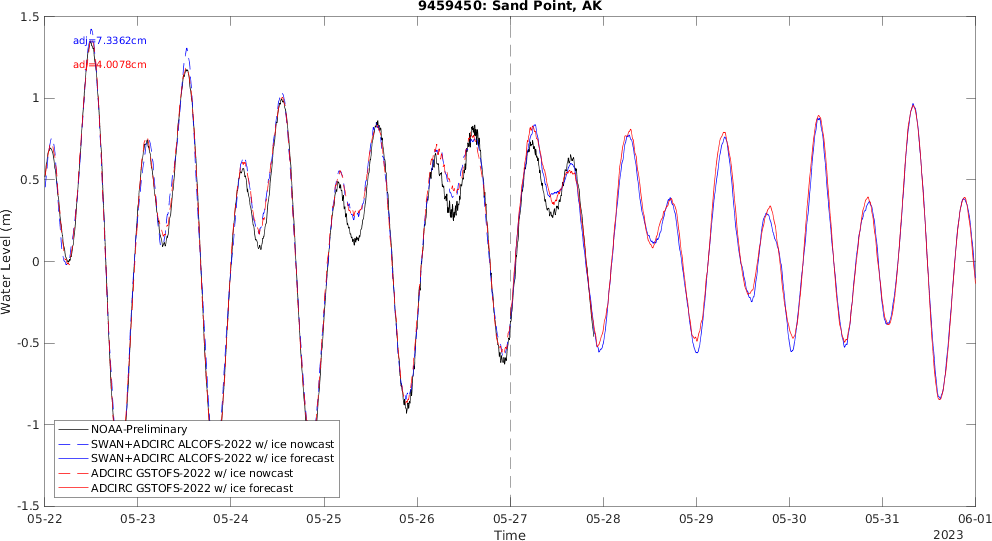 9459450: Sand Point, AK
1.5
adj=7.3362cm
adj=4.0078cm
1
0.5
Water Level (m)
0
-0.5
-1
NOAA-Preliminary
SWAN+ADCIRC ALCOFS-2022 w/ ice nowcast
SWAN+ADCIRC ALCOFS-2022 w/ ice forecast
ADCIRC GSTOFS-2022 w/ ice nowcast
ADCIRC GSTOFS-2022 w/ ice forecast
-1.5
05-22 05-23 05-24 05-25 05-26 05-27 05-28 05-29 05-30 05-31 06-01
Time
2023